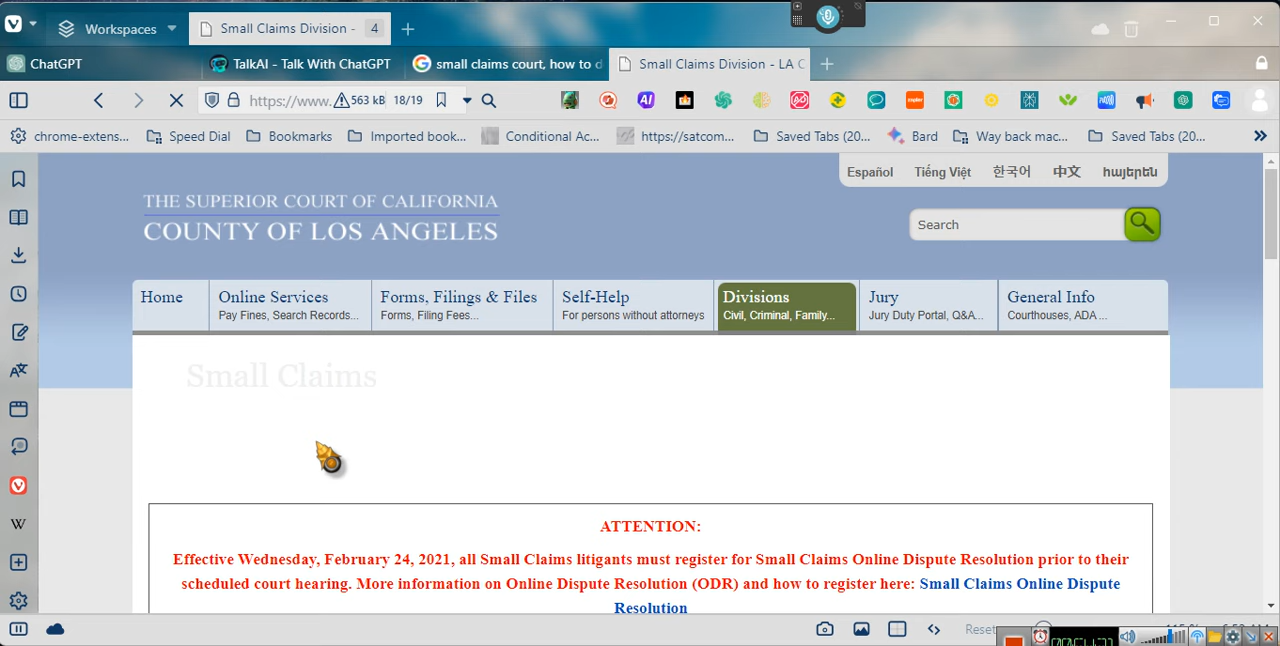 Workspaces
Small Claims Division - 4
ChatGPT
TalkAI - Talk With ChatGPT
small claims court, how to d
Small Claims Division - LA C
https://www. 563 kB 18/19
chrome-extens...
Speed Dial
Bookmarks
Imported book...
Conditional Ac...
https://satcom...
Saved Tabs (20...
Bard
Way back mac...
Saved Tabs (20...
Español Tiếng Việt 한국어 中文 հայերեն
THE SUPERIOR COURT OF CALIFORNIA
COUNTY OF LOS ANGELES
Search
Home
Online Services
Pay Fines, Search Records...
Forms, Filings & Files
Forms, Filing Fees...
Self-Help
For persons without attorneys
Divisions
Civil, Criminal, Family...
Jury
Jury Duty Portal, Q&A...
General Info
Courthouses, ADA ...
Small Claims
ATTENTION:
Effective Wednesday, February 24, 2021, all Small Claims litigants must register for Small Claims Online Dispute Resolution prior to their
scheduled court hearing. More information on Online Dispute Resolution (ODR) and how to register here: Small Claims Online Dispute
Resolution
Reset